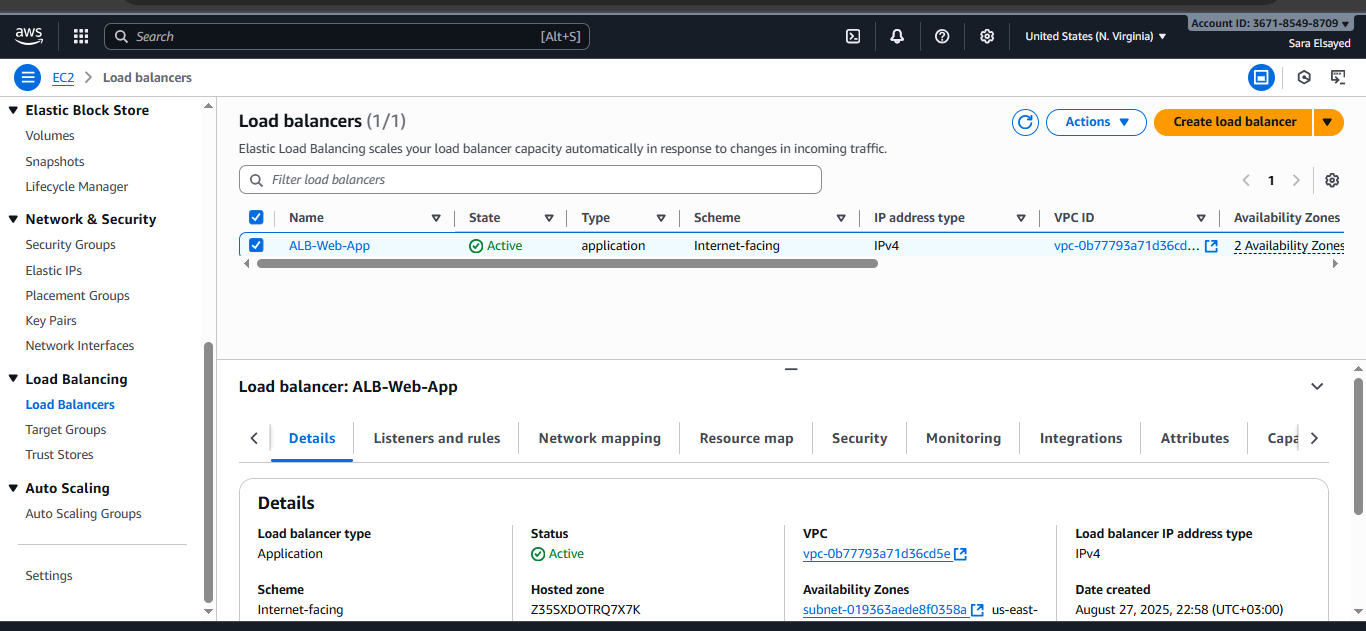 aws
Search [Alt+S]
United States (N. Virginia)
Account ID: 3671-8549-8709
Sara Elsayed
EC2 Load balancers
Elastic Block Store
Volumes
Snapshots
Lifecycle Manager
Network & Security
Security Groups
Elastic IPs
Placement Groups
Key Pairs
Network Interfaces
Load Balancing
Load Balancers
Target Groups
Trust Stores
Auto Scaling
Auto Scaling Groups
Settings
Load balancers (1/1)
Actions
Create load balancer
Elastic Load Balancing scales your load balancer capacity automatically in response to changes in incoming traffic.
Filter load balancers
1
Name State Type Scheme IP address type VPC ID Availability Zones
ALB-Web-App Active application Internet-facing IPv4 vpc-0b77793a71d36cd... 2 Availability Zones
Load balancer: ALB-Web-App
Details Listeners and rules Network mapping Resource map Security Monitoring Integrations Attributes Capa
Details
Load balancer type
Application
Scheme
Internet-facing
Status
Active
Hosted zone
Z35SXDOTRQ7X7K
VPC
vpc-0b77793a71d36cd5e
Availability Zones
subnet-019363aede8f0358a us-east-
Load balancer IP address type
IPv4
Date created
August 27, 2025, 22:58 (UTC+03:00)